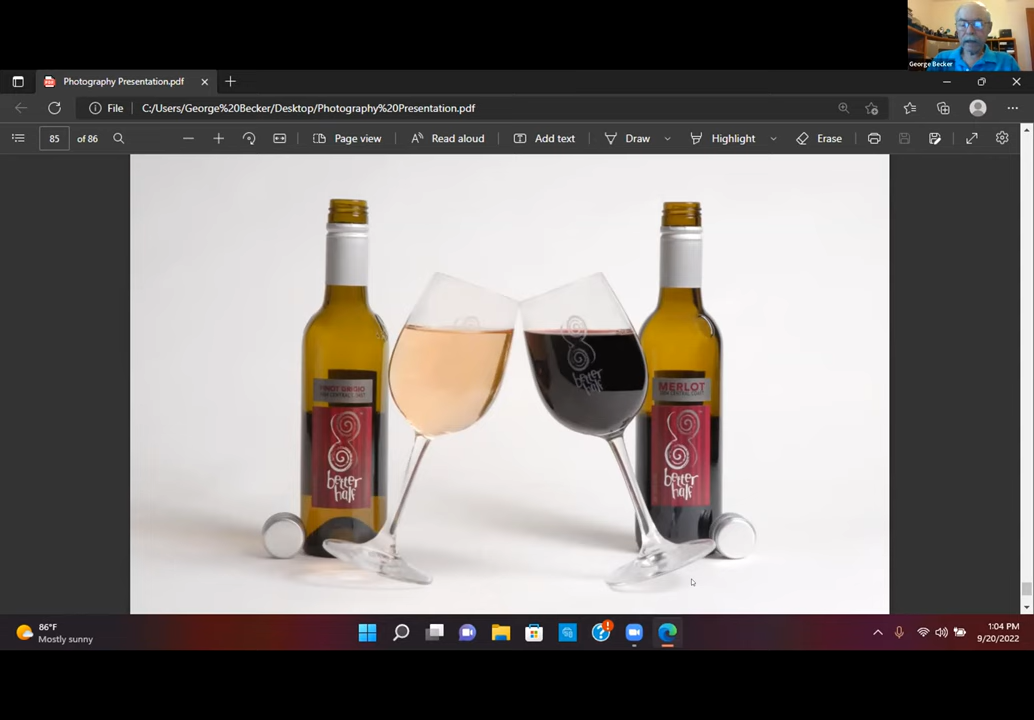 George Becker
Photography Presentation.pdf
File
C:/Users/George%20Becker/Desktop/Photography%20Presentation.pdf
85 of 86
Page view
Read aloud
Add text
Draw
Highlight
Erase
PINOT GRIGIO
MERLOT
better
half
better
half
better
half
86°F
Mostly sunny
1:04 PM
9/20/2022